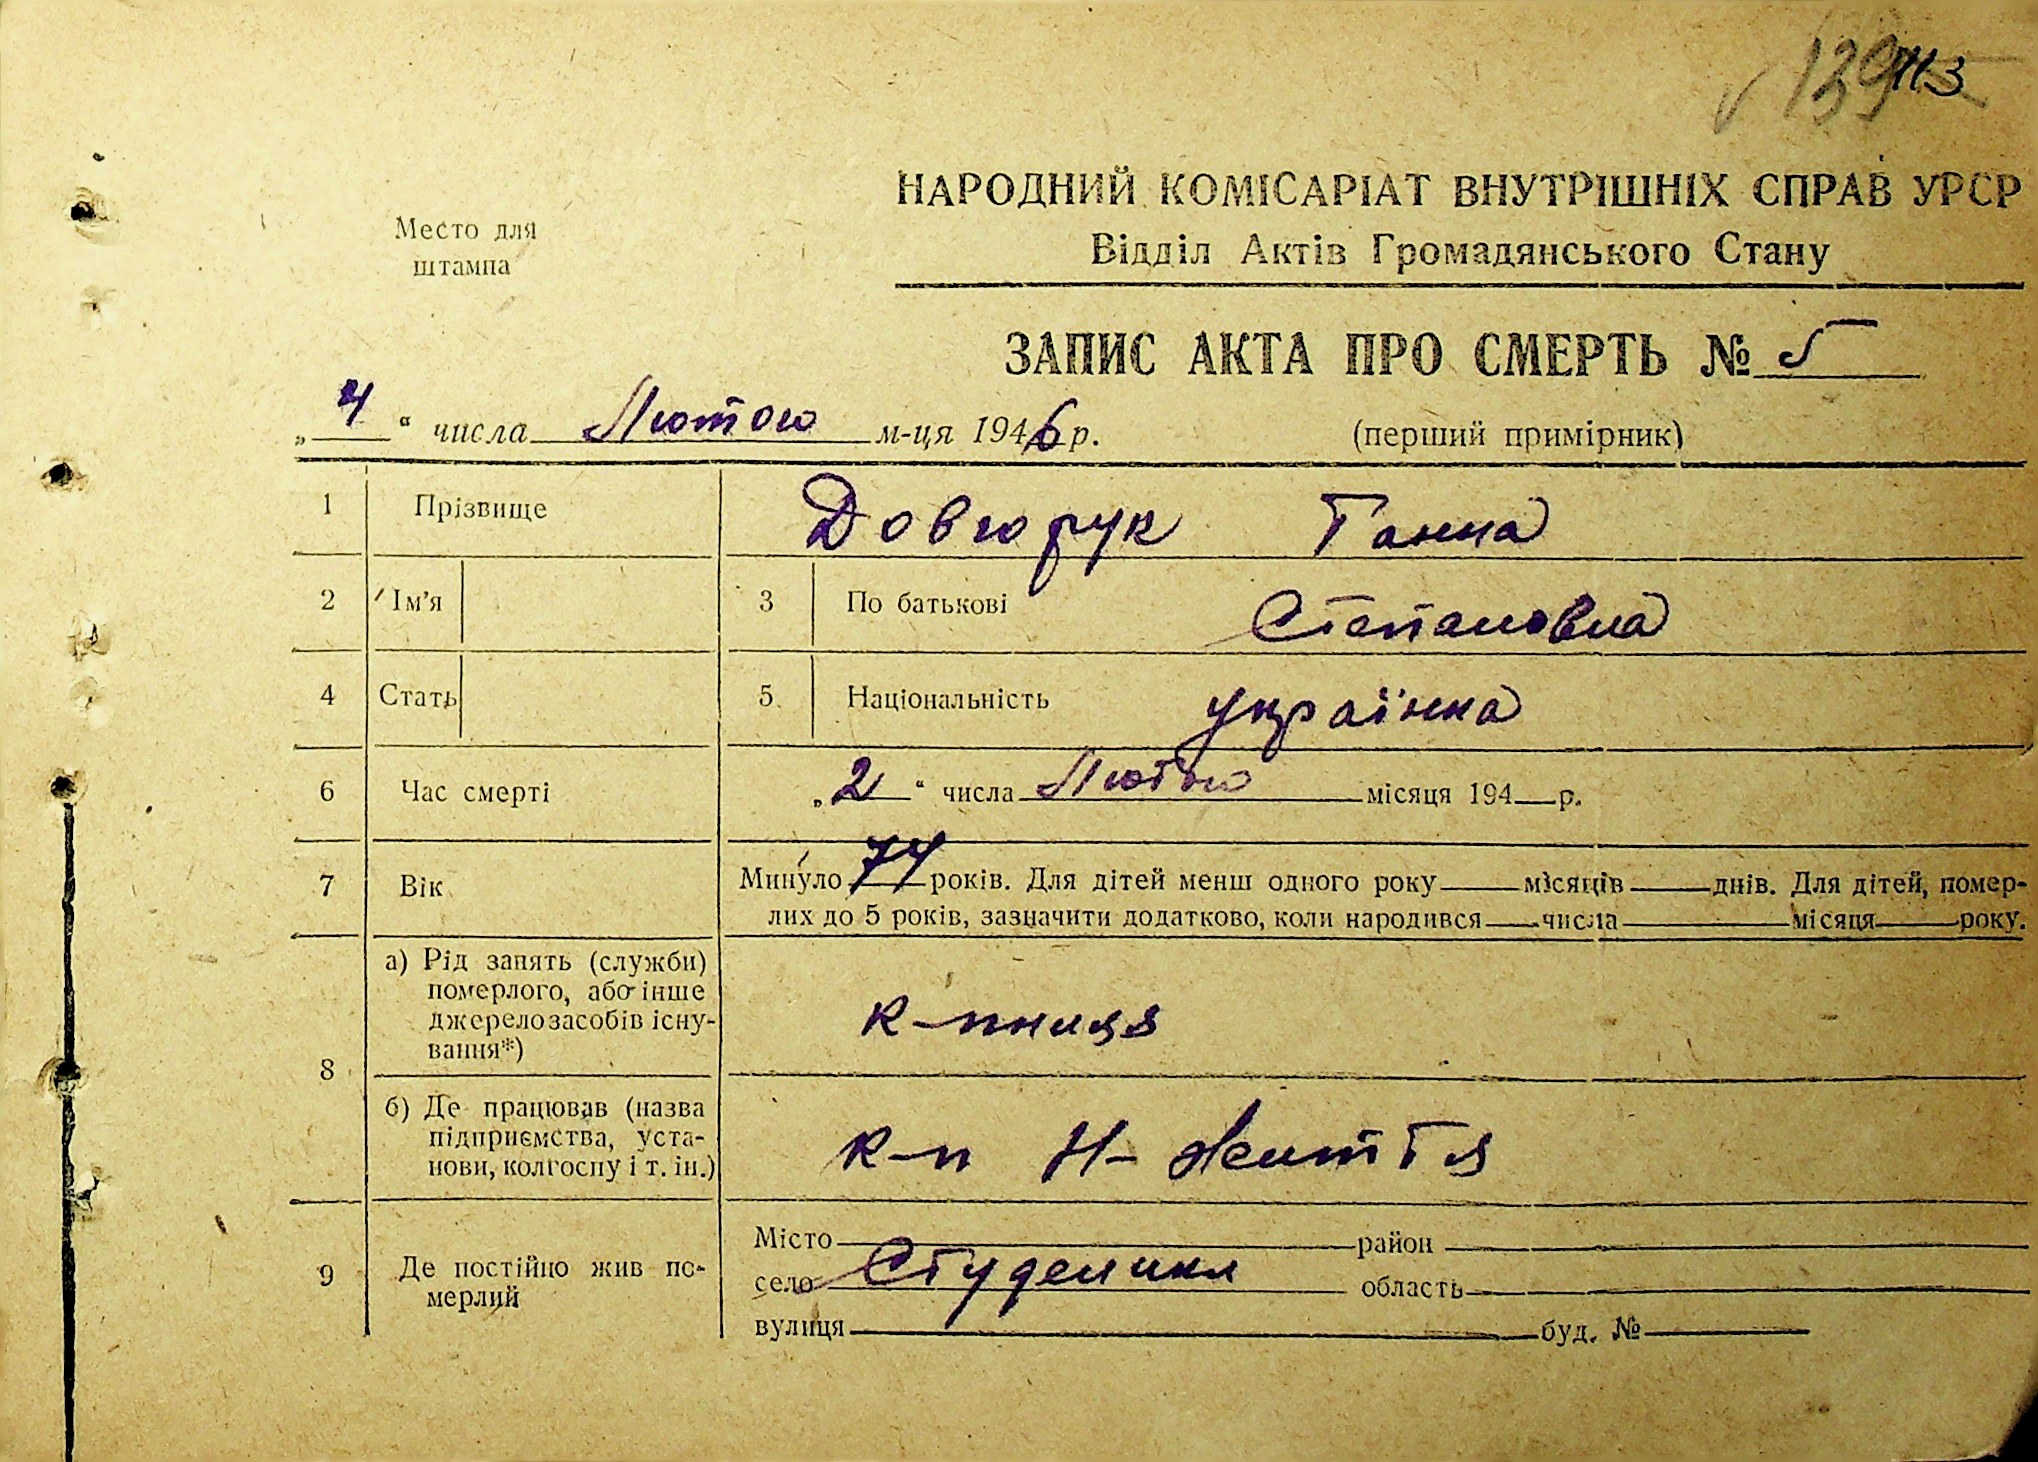 139 113
НАРОДНИЙ КОМІСАРІАТ ВНУТРІШНІХ СПРАВ УРСР
Место для
штампа
Відділ Актів Громадянського Стану
ЗАПИС АКТА ПРО СМЕРТЬ № 5
„4“ числа Лютого м-ця 1946 р. (перший примірник)
1 Прізвище Довгорук Ганна
2 Ім'я 3 По батькові Степановна
4 Стать 5 Національність українка
6 Час смерті „2“ числа Лютого місяця 194 р.
7 Вік Минуло 74 років. Для дітей менш одного року місяців днів. Для дітей, помер-
лих до 5 років, зазначити додатково, коли народився числа місяця року.
8 а) Рід занять (служби)
померлого, або інше
джерело засобів існу-
вання*)
к-пниця
б) Де працював (назва
підприємства, уста-
нови, колгоспу і т. ін.)
к-п Н-Життя
9 Де постійно жив по-
мерлий
Місто район
село Студеники область
вулиця буд. №